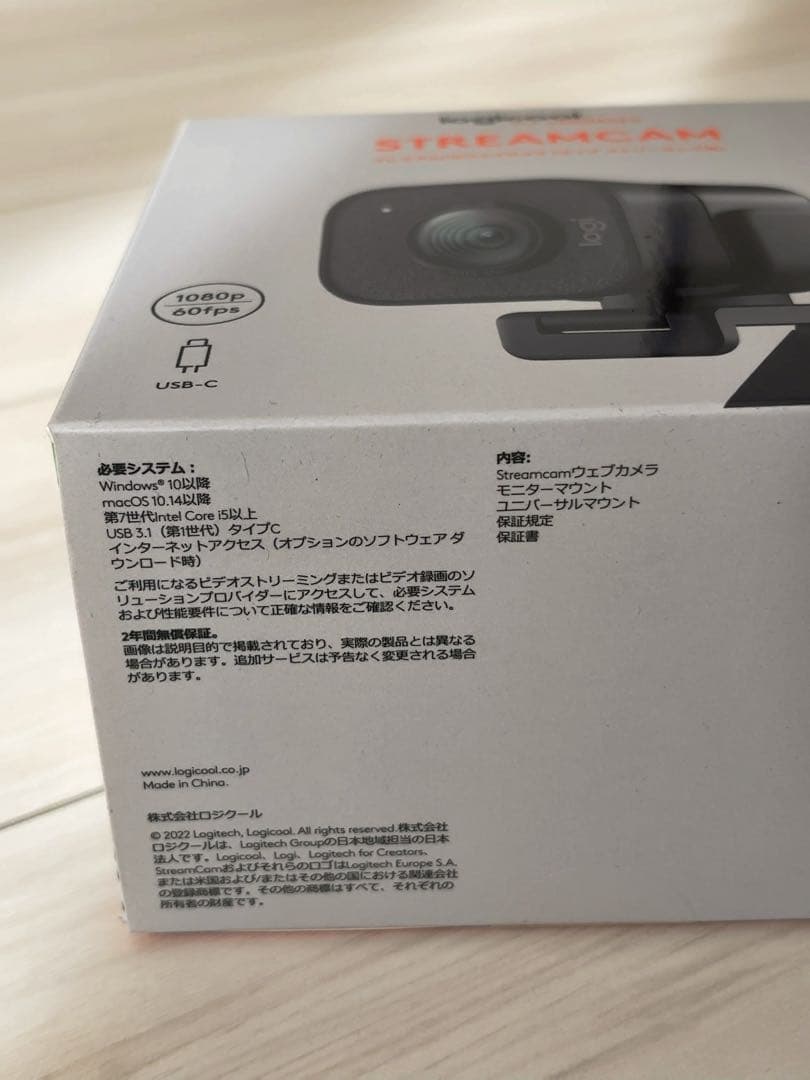 logicool
STREAMCAM
logi
1080p
60fps
USB-C
必要システム：
Windows® 10以降
macOS 10.14以降
第7世代Intel Core i5以上
USB 3.1（第1世代）タイプC
インターネットアクセス（オプションのソフトウェアダ
ウンロード時）
ご利用になるビデオストリーミングまたはビデオ録画のソ
リューションプロバイダーにアクセスして、必要システム
および性能要件について正確な情報をご確認ください。
2年間無償保証。
画像は説明目的で掲載されており、実際の製品とは異なる
場合があります。追加サービスは予告なく変更される場合
があります。
www.logicool.co.jp
Made in China.
株式会社ロジクール
© 2022 Logitech, Logicool. All rights reserved.株式会社
ロジクールは、Logitech Groupの日本地域担当の日本
法人です。Logicool、Logi、Logitech for Creators、
StreamCamおよびそれらのロゴはLogitech Europe S.A.
または米国および/またはその他の国における関連会社
の登録商標です。その他の商標はすべて、それぞれの
所有者の財産です。
内容:
Streamcamウェブカメラ
モニターマウント
ユニバーサルマウント
保証規定
保証書